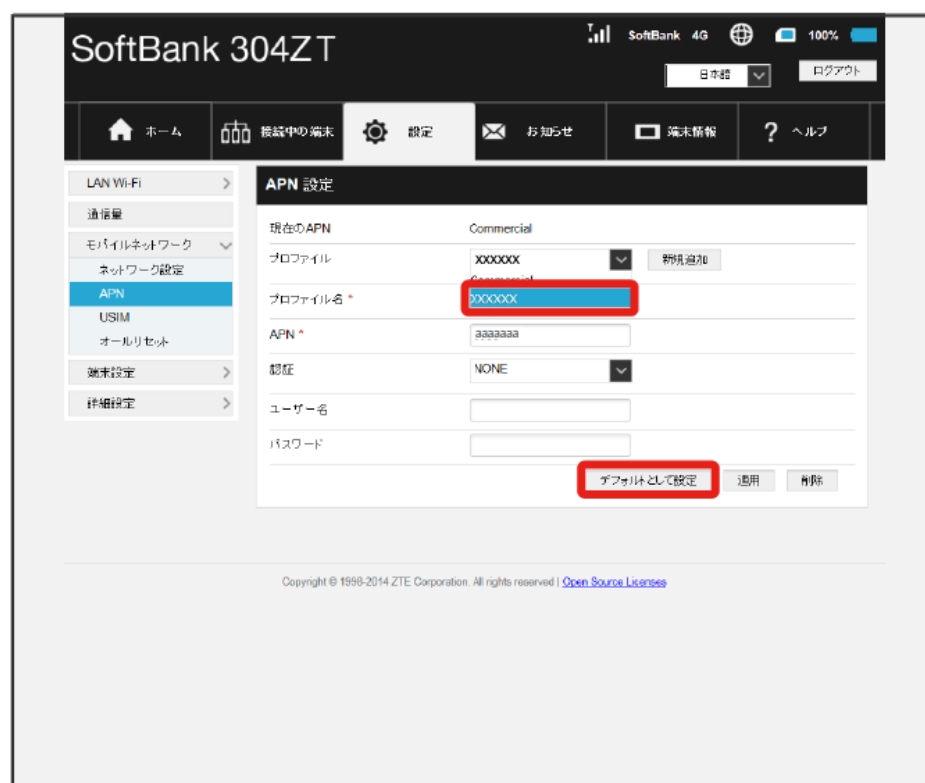 SoftBank 304ZT
SoftBank 4G 100%
日本語 ログアウト
ホーム 接続中の端末 設定 お知らせ 端末情報 ? ヘルプ
LAN Wi-Fi
通信量
モバイルネットワーク
ネットワーク設定
APN
USIM
オールリセット
端末設定
詳細設定
APN 設定
現在のAPN Commercial
プロファイル XXXXXX 新規追加
Commercial
プロファイル名 * XXXXXX
APN * aaaaaaa
認証 NONE
ユーザー名
パスワード
デフォルトとして設定 適用 削除
Copyright © 1998-2014 ZTE Corporation. All rights reserved | Open Source Licenses